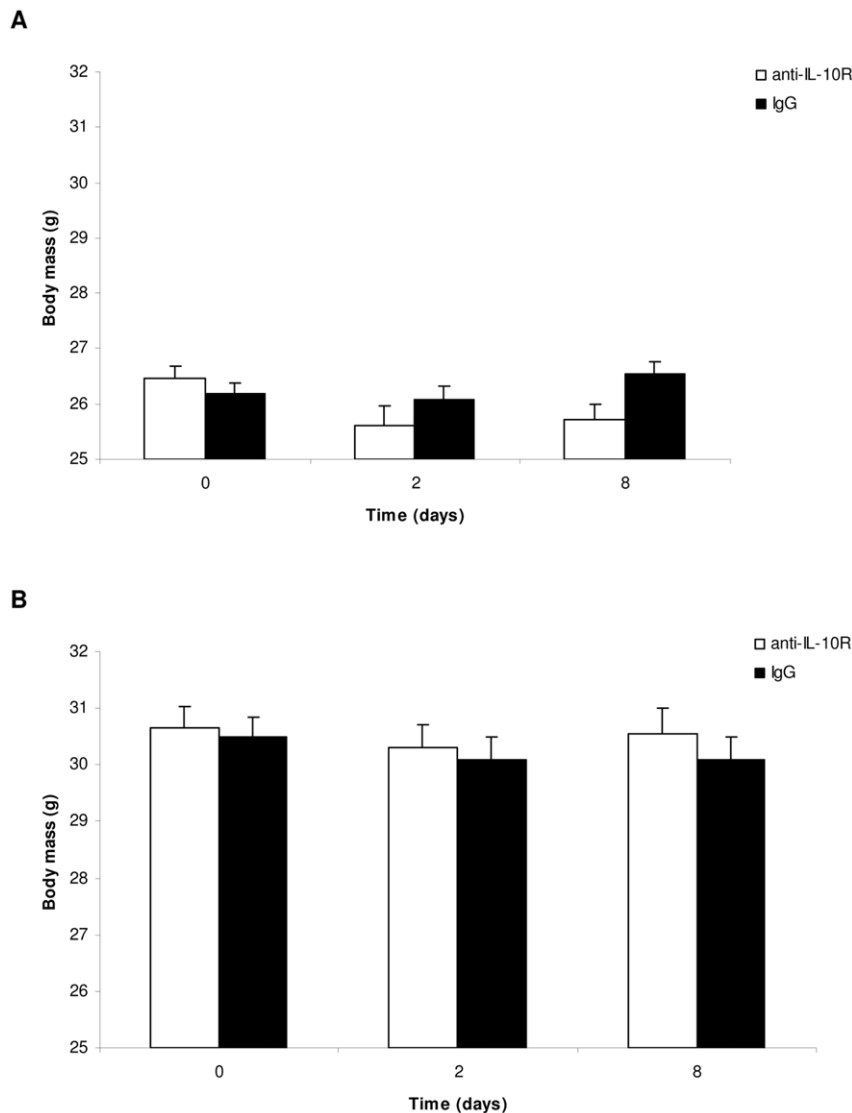 A
32
31
30
29
28
27
26
25
Body mass (g)
anti-IL-10R
IgG
0 2 8
Time (days)
B
32
31
30
29
28
27
26
25
Body mass (g)
anti-IL-10R
IgG
0 2 8
Time (days)